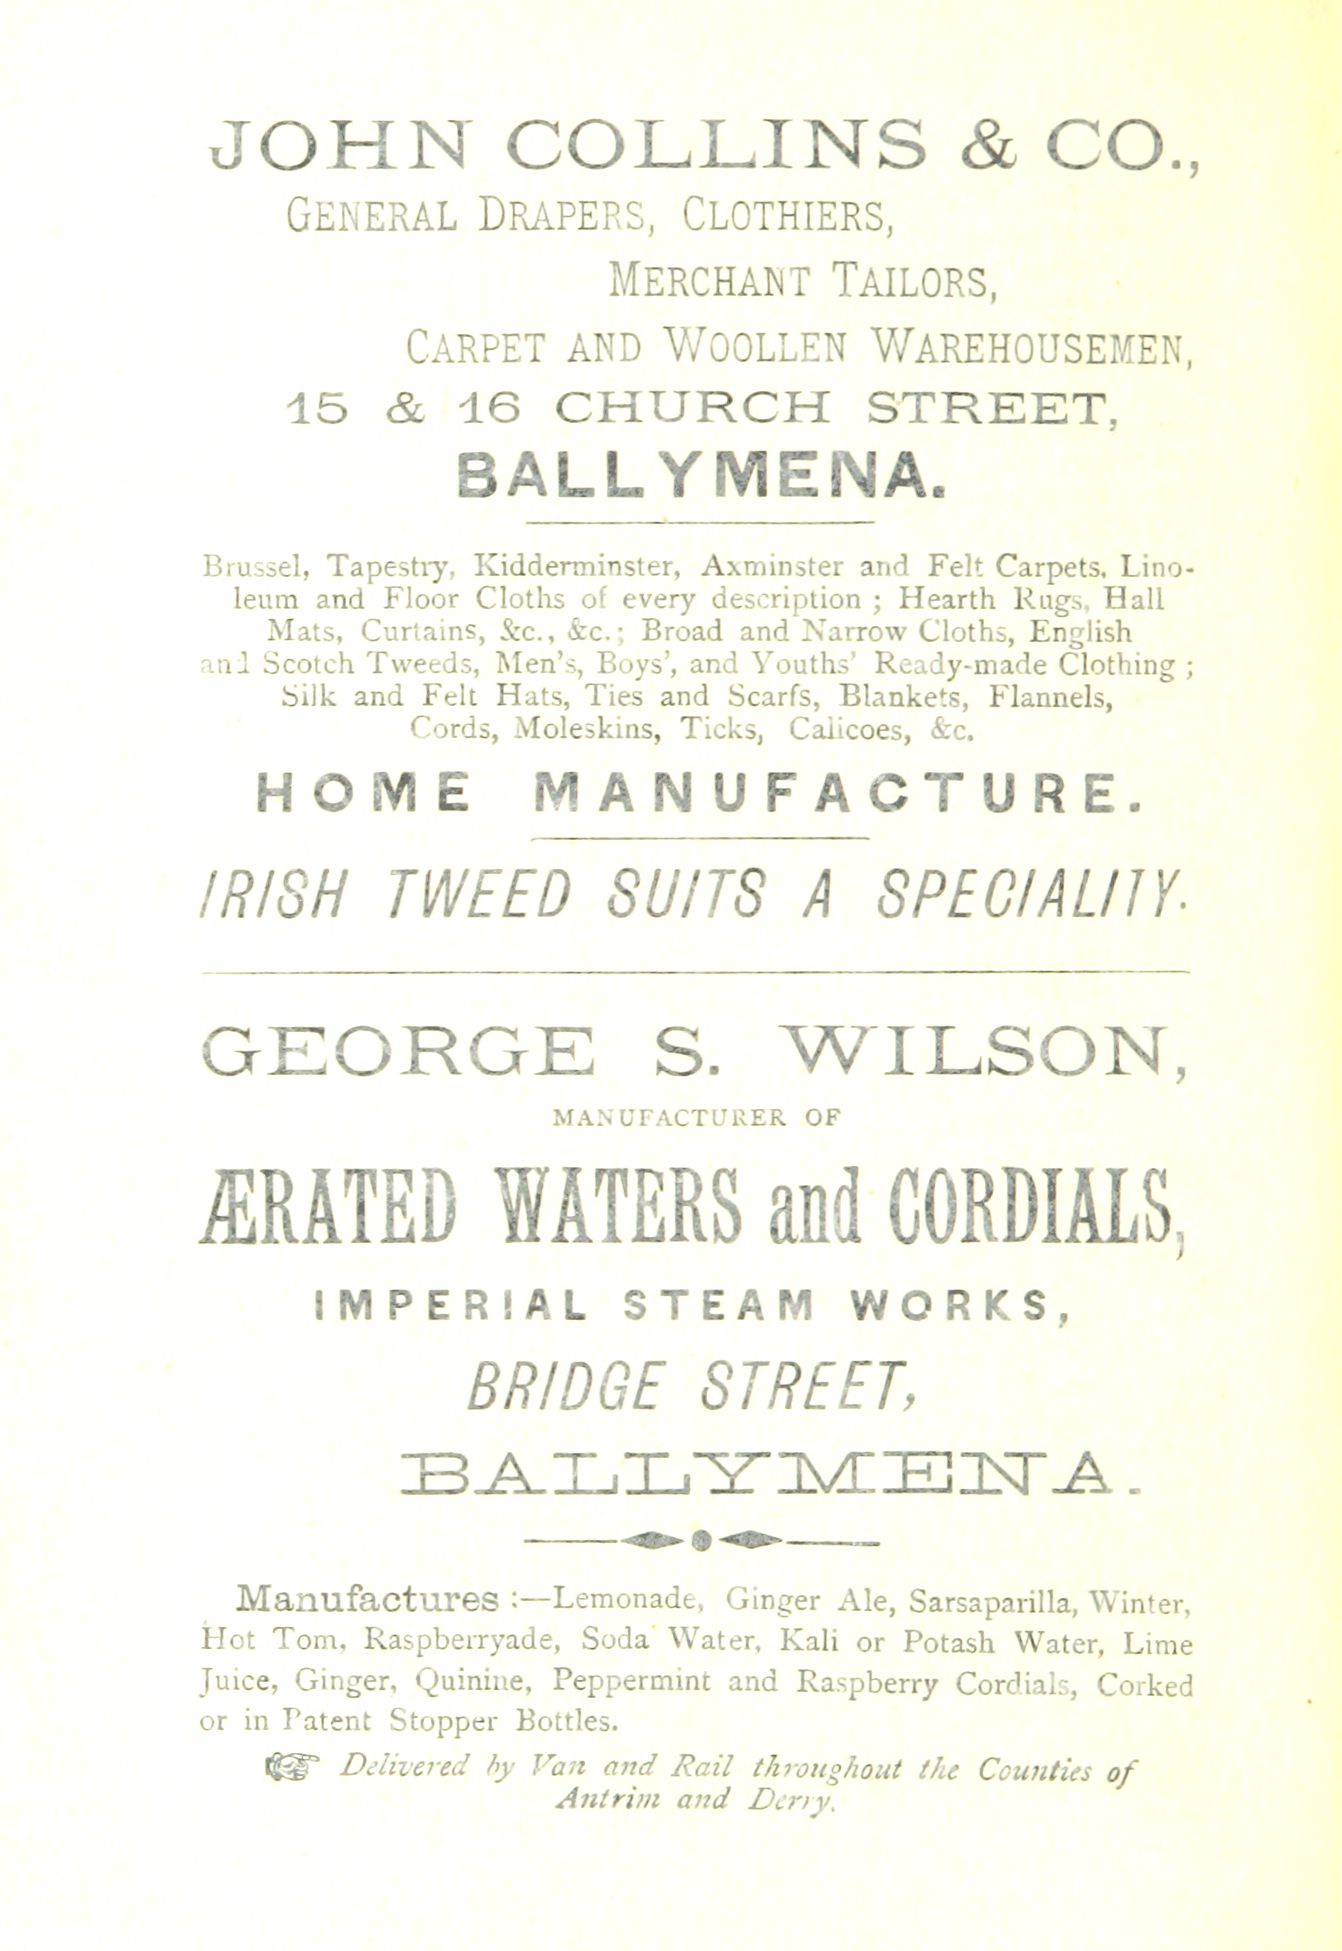 JOHN COLLINS & CO.,
GENERAL DRAPERS, CLOTHIERS,
MERCHANT TAILORS,
CARPET AND WOOLLEN WAREHOUSEMEN,
15 & 16 CHURCH STREET,
BALLYMENA.
Brussel, Tapestry, Kidderminster, Axminster and Felt Carpets, Lino-
leum and Floor Cloths of every description ; Hearth Rugs, Hall
Mats, Curtains, &c., &c.; Broad and Narrow Cloths, English
and Scotch Tweeds, Men's, Boys', and Youths' Ready-made Clothing ;
Silk and Felt Hats, Ties and Scarfs, Blankets, Flannels,
Cords, Moleskins, Ticks, Calicoes, &c.
HOME MANUFACTURE.
IRISH TWEED SUITS A SPECIALITY.
GEORGE S. WILSON,
MANUFACTURER OF
ÆRATED WATERS and CORDIALS,
IMPERIAL STEAM WORKS,
BRIDGE STREET,
BALLYMENA.
Manufactures :—Lemonade, Ginger Ale, Sarsaparilla, Winter,
Hot Tom, Raspberryade, Soda Water, Kali or Potash Water, Lime
Juice, Ginger, Quinine, Peppermint and Raspberry Cordials, Corked
or in Patent Stopper Bottles.
☞ Delivered by Van and Rail throughout the Counties of
Antrim and Derry.